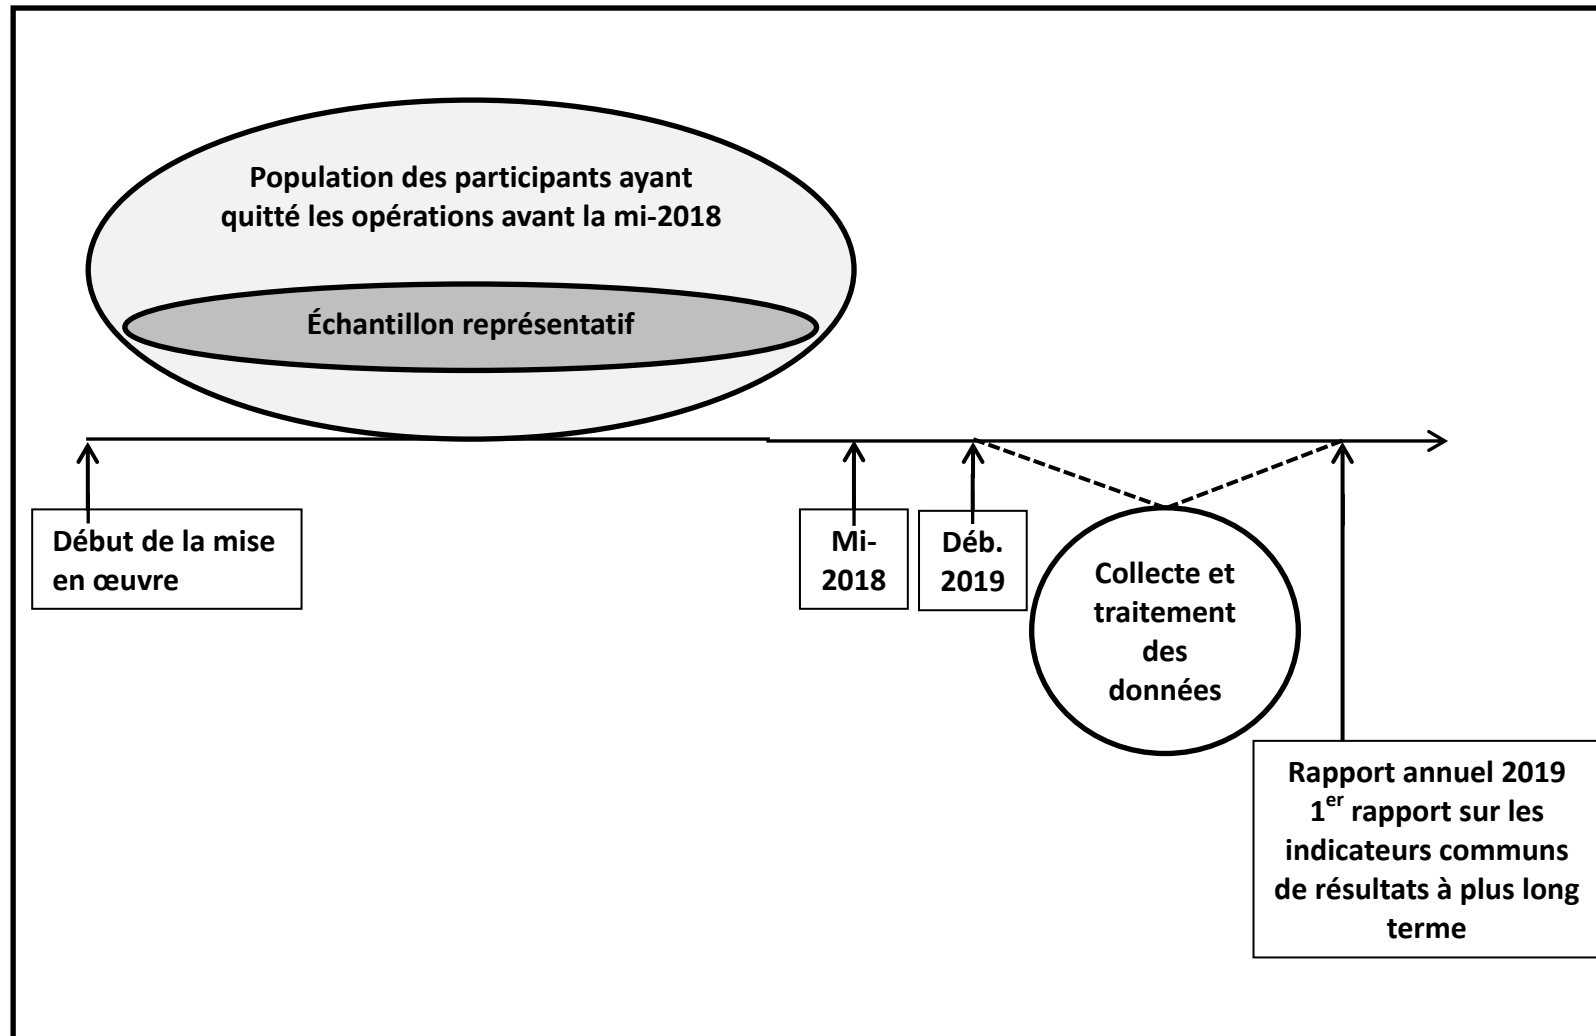 Population des participants ayant
quitté les opérations avant la mi-2018
Échantillon représentatif
Début de la mise
en œuvre
Mi-
2018
Déb.
2019
Collecte et
traitement
des
données
Rapport annuel 2019
1er rapport sur les
indicateurs communs
de résultats à plus long
terme